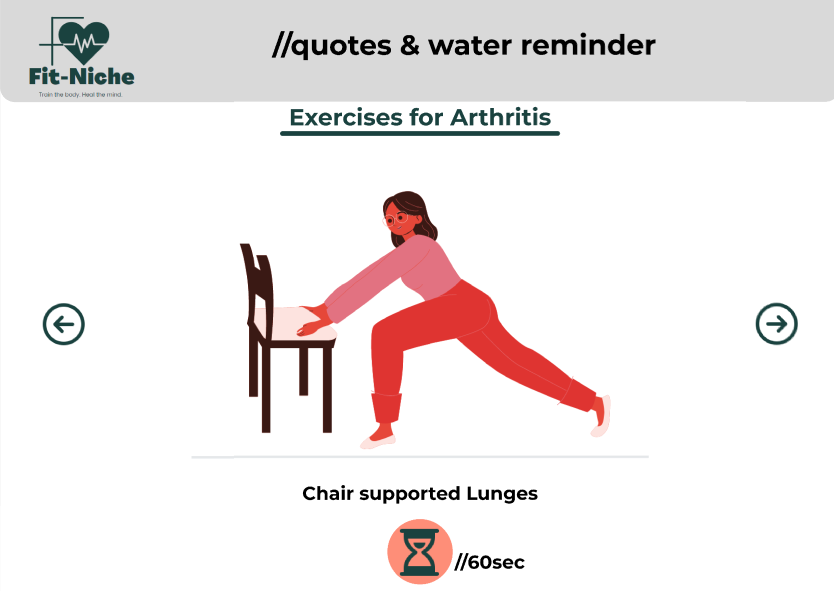 //quotes & water reminder
Fit-Niche
Train the body. Heal the mind.
Exercises for Arthritis
Chair supported Lunges
//60sec